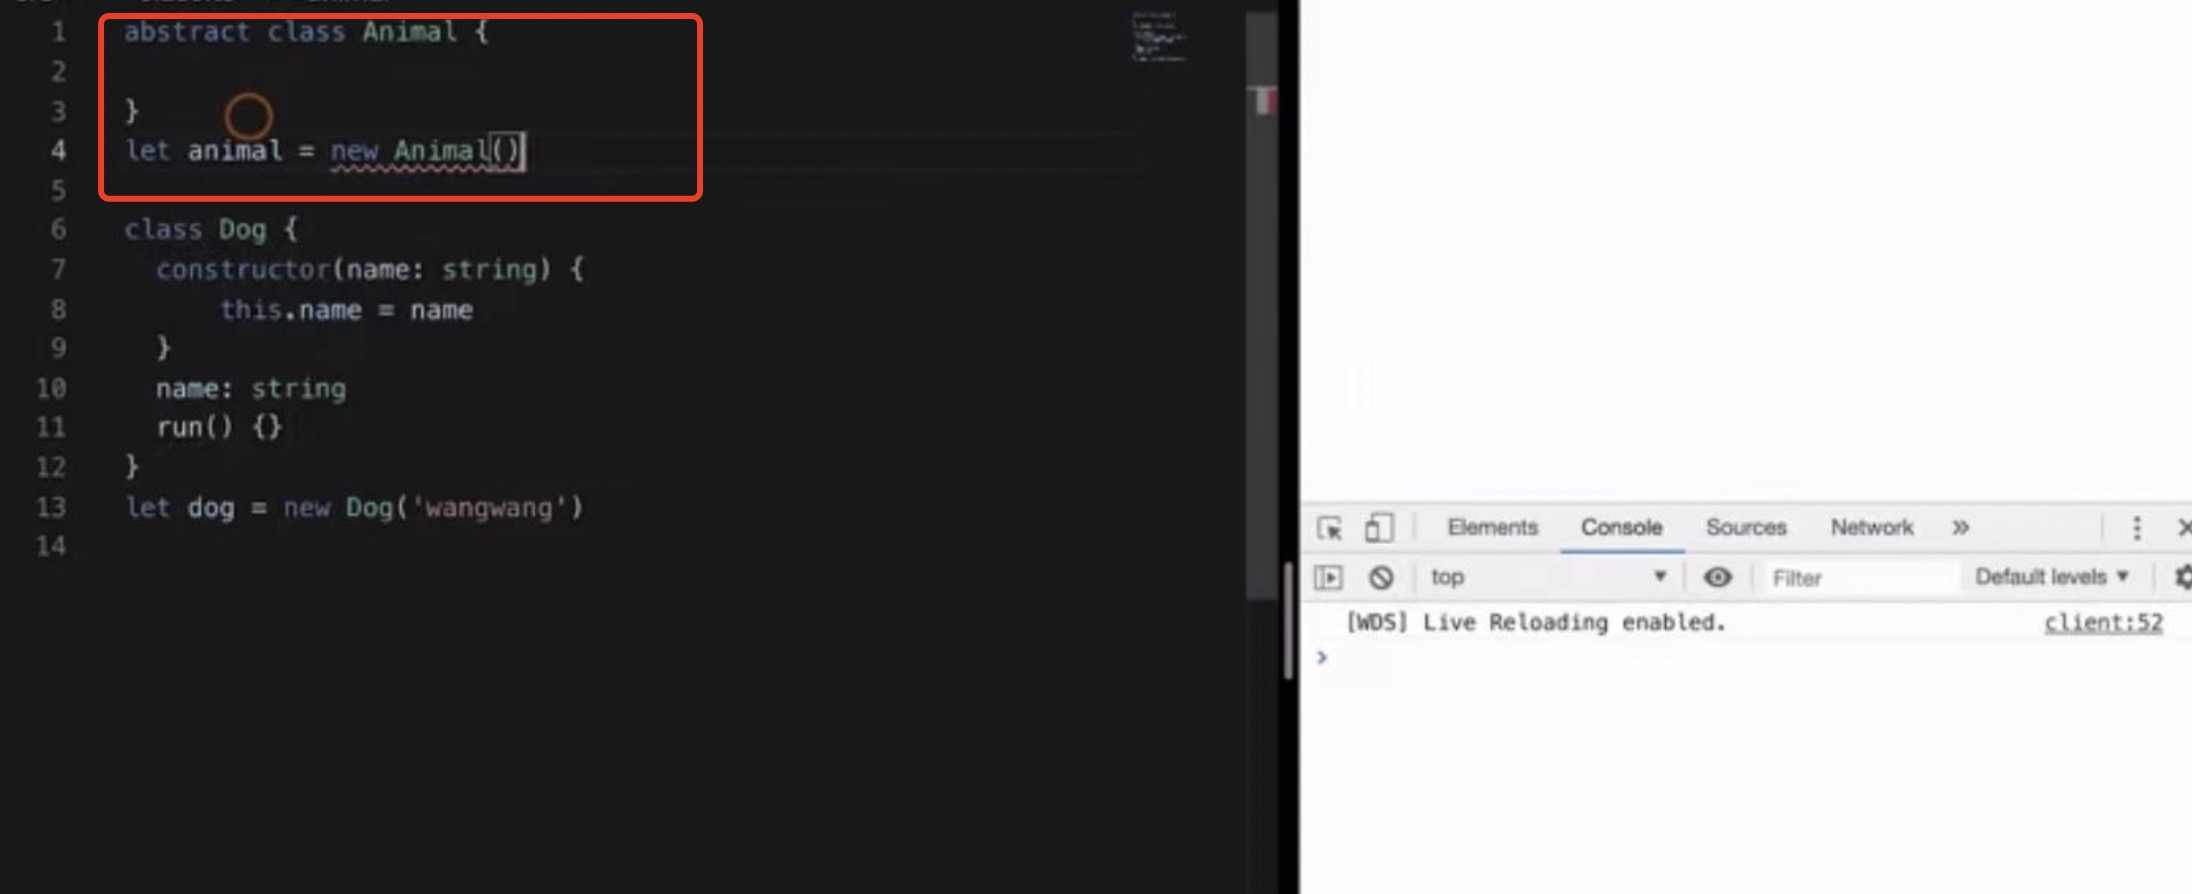 1 abstract class Animal {
2
3 }
4 let animal = new Animal()
5
6 class Dog {
7 constructor(name: string) {
8 this.name = name
9 }
10 name: string
11 run() {}
12 }
13 let dog = new Dog('wangwang')
14
Elements Console Sources Network »
top Filter Default levels
[WDS] Live Reloading enabled. client:52
>